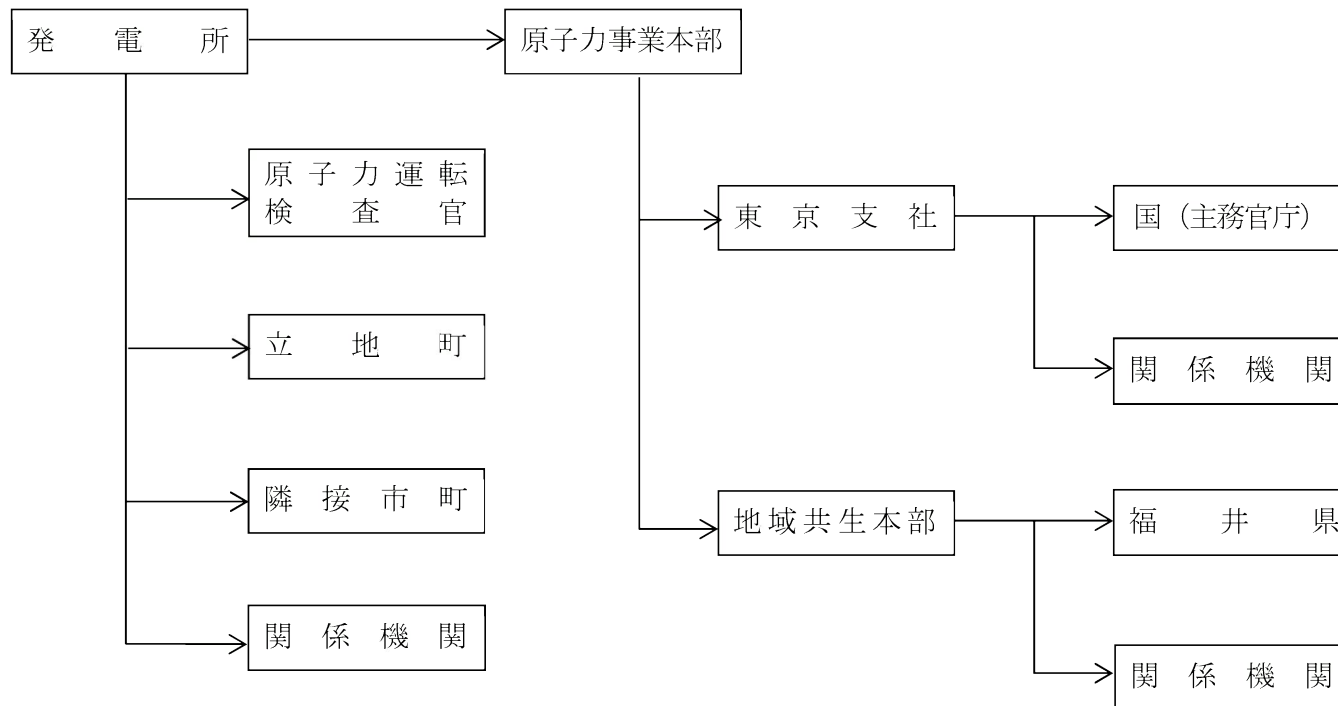 発電所
原子力事業本部
原子力運転
検査官
立地町
隣接市町
関係機関
東京支社
国（主務官庁）
関係機関
地域共生本部
福井県
関係機関